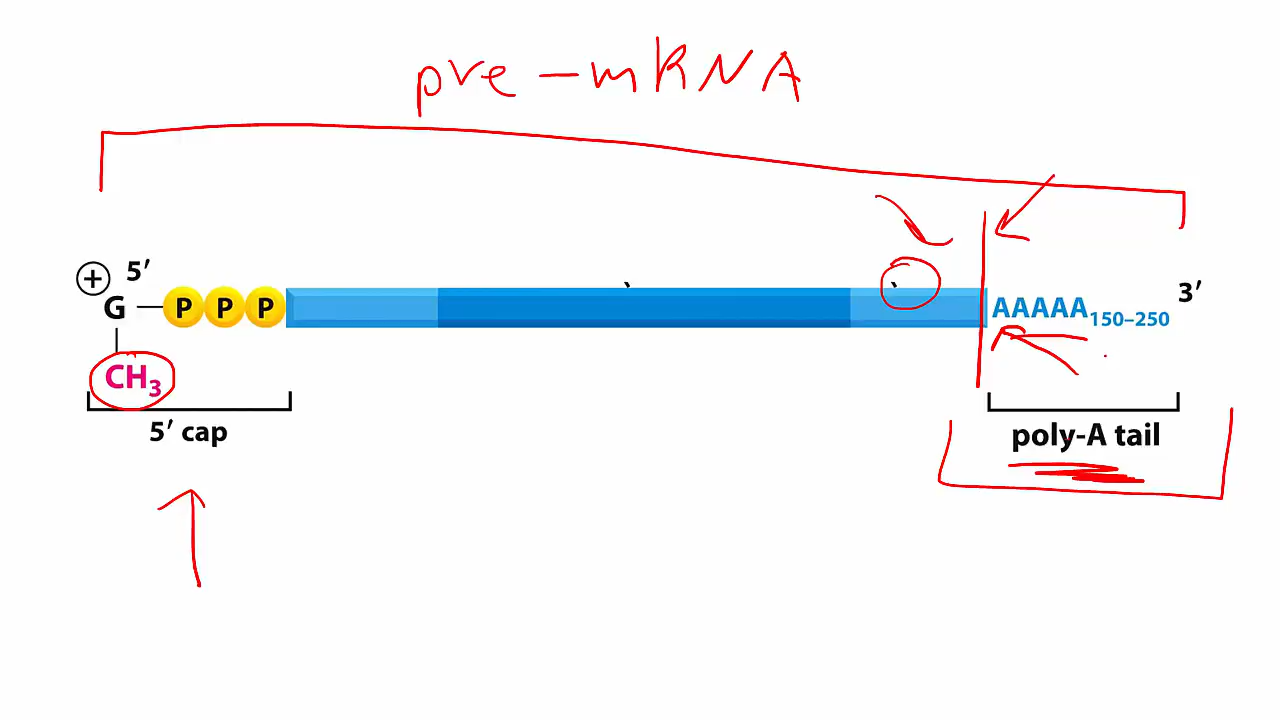 pre-mRNA
⊕ 5′
G P P P
AAAAA150–250 3′
CH3
5′ cap
poly-A tail